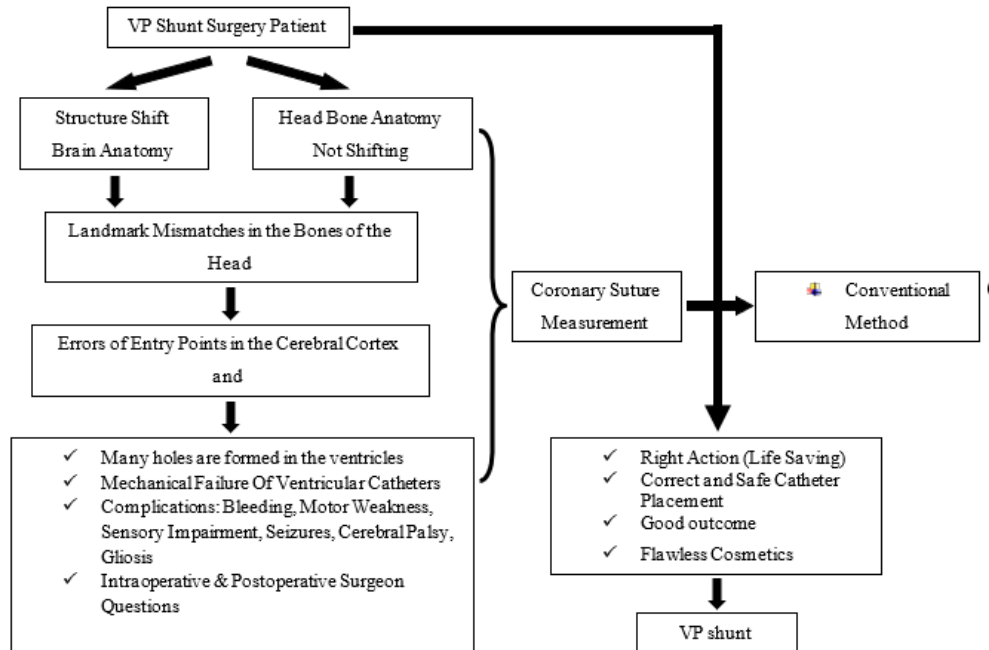 VP Shunt Surgery Patient
Structure Shift
Brain Anatomy
Head Bone Anatomy
Not Shifting
Landmark Mismatches in the Bones of the
Head
Errors of Entry Points in the Cerebral Cortex
and
✓ Many holes are formed in the ventricles
✓ Mechanical Failure Of Ventricular Catheters
✓ Complications: Bleeding, Motor Weakness,
Sensory Impairment, Seizures, Cerebral Palsy,
Gliosis
✓ Intraoperative & Postoperative Surgeon
Questions
Coronary Suture
Measurement
Conventional
Method
✓ Right Action (Life Saving)
✓ Correct and Safe Catheter
Placement
✓ Good outcome
✓ Flawless Cosmetics
VP shunt